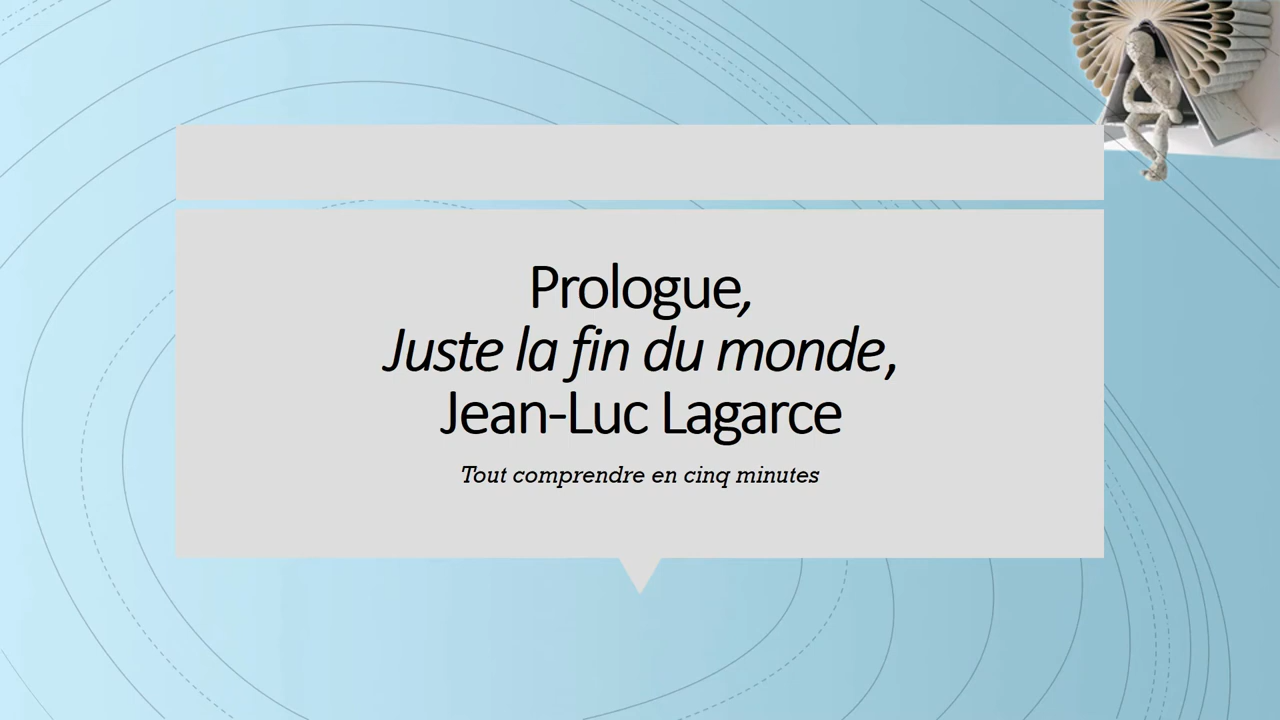 Prologue,
Juste la fin du monde,
Jean-Luc Lagarce
Tout comprendre en cinq minutes